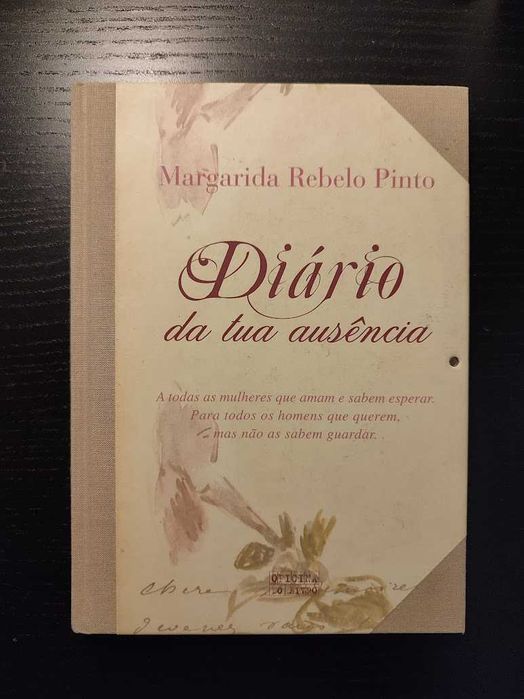 Margarida Rebelo Pinto
Diário
da tua ausência
A todas as mulheres que amam e sabem esperar.
Para todos os homens que querem,
mas não as sabem guardar.
OFICINA
DO LIVRO